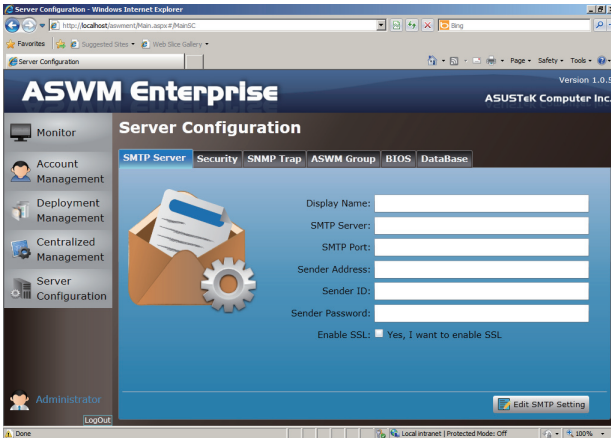 Server Configuration - Windows Internet Explorer
http://localhost/aswment/Main.aspx#/MainSC
Bing
Favorites
Suggested Sites
Web Slice Gallery
Server Configuration
Page
Safety
Tools
ASWM Enterprise
Version 1.0.5
ASUSTeK Computer Inc.
Monitor
Account
Management
Deployment
Management
Centralized
Management
Server
Configuration
Administrator
LogOut
Server Configuration
SMTP Server
Security
SNMP Trap
ASWM Group
BIOS
DataBase
Display Name:
SMTP Server:
SMTP Port:
Sender Address:
Sender ID:
Sender Password:
Enable SSL: Yes, I want to enable SSL
Edit SMTP Setting
Done
Local intranet | Protected Mode: Off
100%